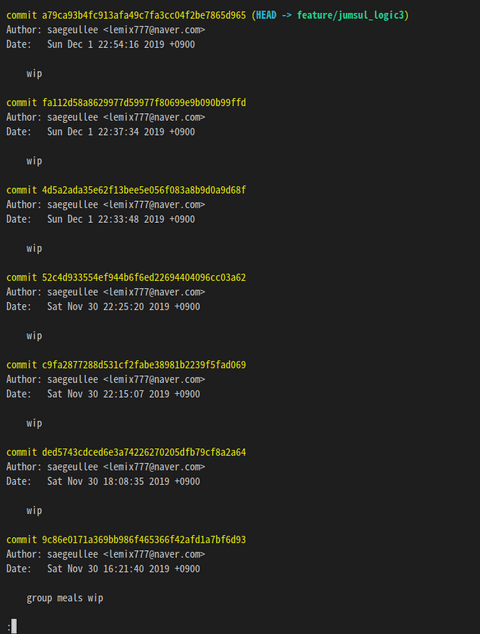 commit a79ca93b4fc913afa49c7fa3cc04f2be7865d965 (HEAD -> feature/jumsul_logic3)
Author: saegeullee <lemix777@naver.com>
Date:   Sun Dec 1 22:54:16 2019 +0900
wip
commit fa112d58a8629977d59977f80699e9b090b99ffd
Author: saegeullee <lemix777@naver.com>
Date:   Sun Dec 1 22:37:34 2019 +0900
wip
commit 4d5a2ada35e62f13bee5e056f083a8b9d0a9d68f
Author: saegeullee <lemix777@naver.com>
Date:   Sun Dec 1 22:33:48 2019 +0900
wip
commit 52c4d933554ef944b6f6ed22694404096cc03a62
Author: saegeullee <lemix777@naver.com>
Date:   Sat Nov 30 22:25:20 2019 +0900
wip
commit c9fa2877288d531cf2fabe38981b2239f5fad069
Author: saegeullee <lemix777@naver.com>
Date:   Sat Nov 30 22:15:07 2019 +0900
wip
commit ded5743cdced6e3a74226270205dfb79cf8a2a64
Author: saegeullee <lemix777@naver.com>
Date:   Sat Nov 30 18:08:35 2019 +0900
wip
commit 9c86e0171a369bb986f465366f42afd1a7bf6d93
Author: saegeullee <lemix777@naver.com>
Date:   Sat Nov 30 16:21:40 2019 +0900
group meals wip
: